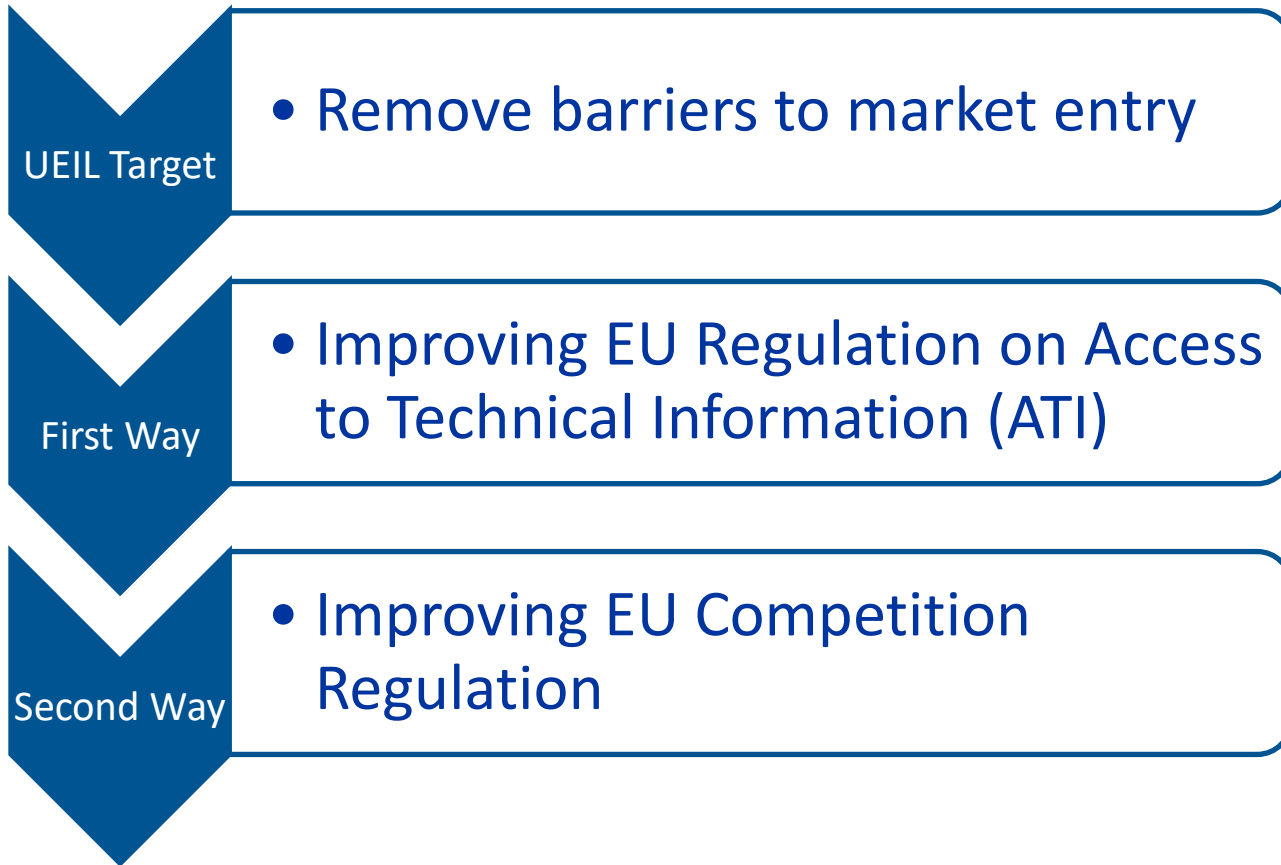 UEIL Target
• Remove barriers to market entry
First Way
• Improving EU Regulation on Access
to Technical Information (ATI)
Second Way
• Improving EU Competition
Regulation